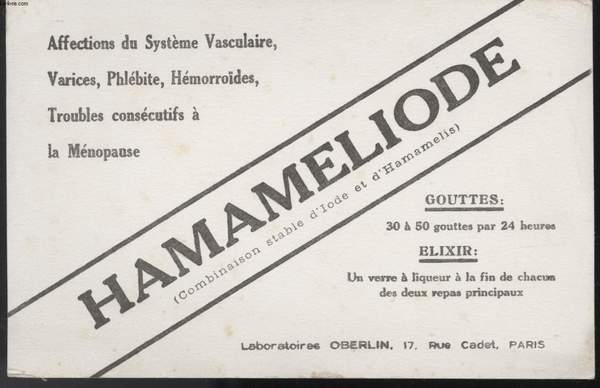 Affections du Système Vasculaire,
Varices, Phlébite, Hémorroïdes,
Troubles consécutifs à
la Ménopause
HAMAMELIODE
(Combinaison stable d'Iode et d'Hamamelis)
GOUTTES:
30 à 50 gouttes par 24 heures
ELIXIR:
Un verre à liqueur à la fin de chacun
des deux repas principaux
Laboratoires OBERLIN, 17, Rue Cadet, PARIS